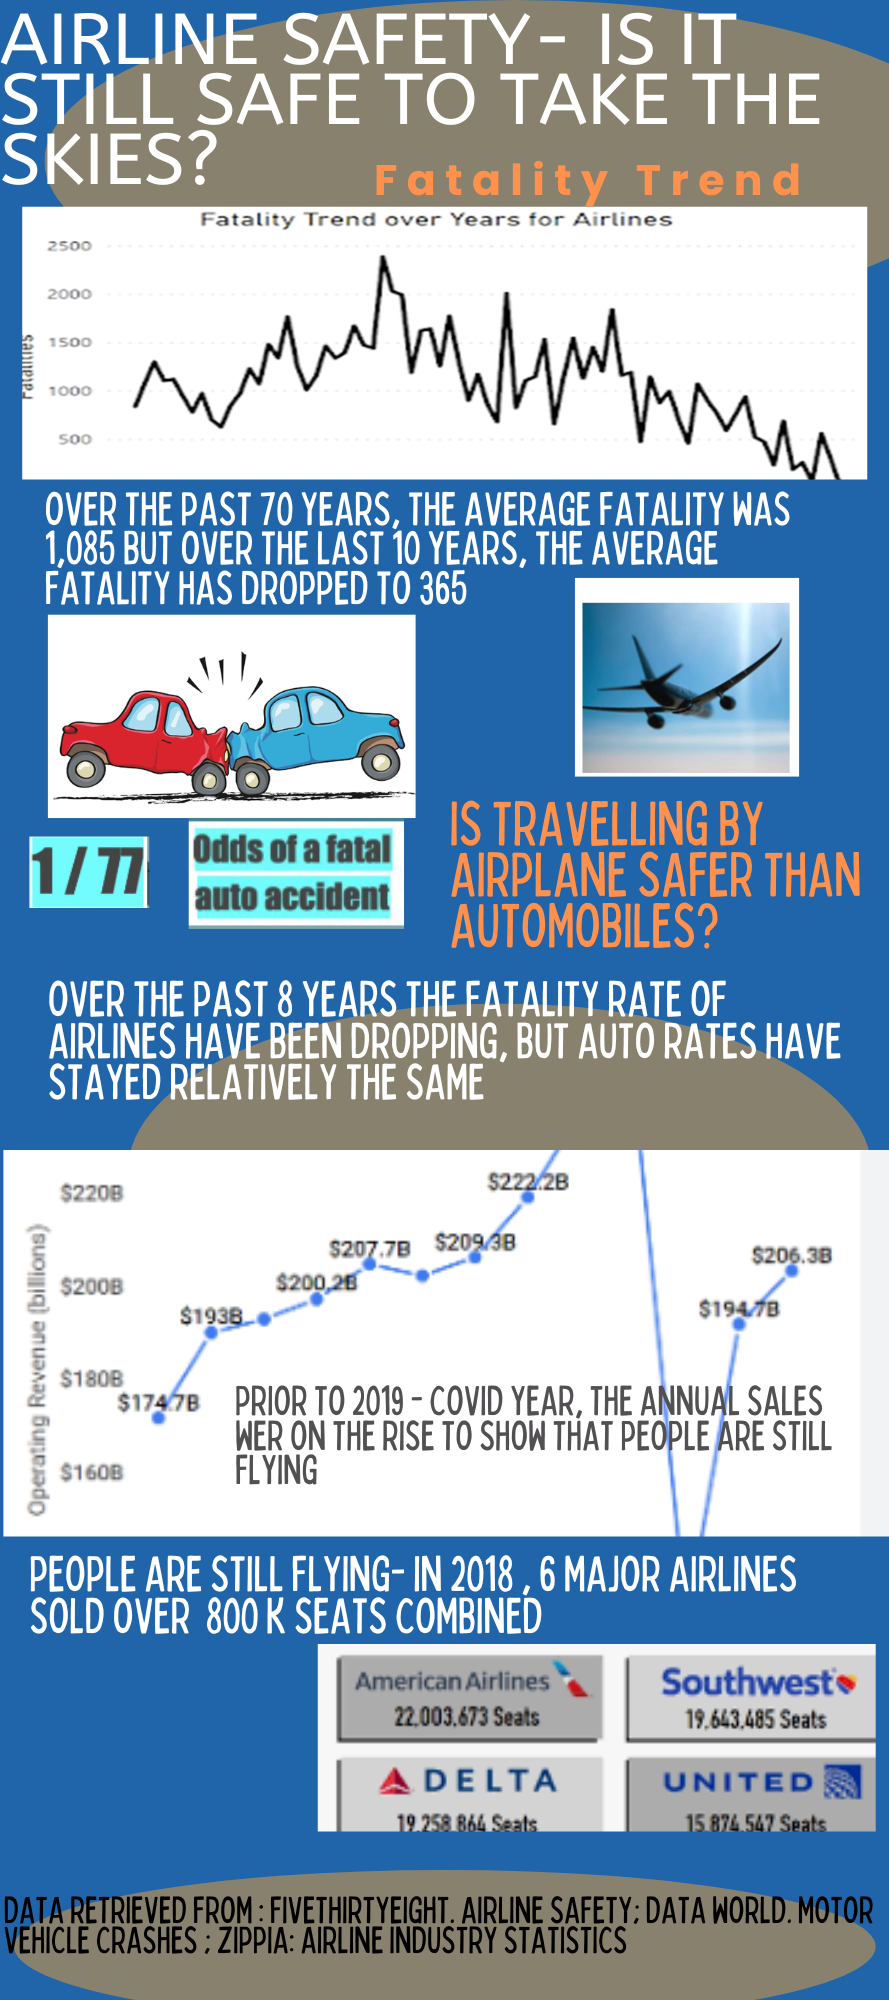 AIRLINE SAFETY- IS IT
STILL SAFE TO TAKE THE
SKIES?
Fatality Trend
Fatality Trend over Years for Airlines
2500
2000
1500
1000
500
Fatalities
OVER THE PAST 70 YEARS, THE AVERAGE FATALITY WAS
1,085 BUT OVER THE LAST 10 YEARS, THE AVERAGE
FATALITY HAS DROPPED TO 365
1 / 77
Odds of a fatal
auto accident
IS TRAVELLING BY
AIRPLANE SAFER THAN
AUTOMOBILES?
OVER THE PAST 8 YEARS THE FATALITY RATE OF
AIRLINES HAVE BEEN DROPPING, BUT AUTO RATES HAVE
STAYED RELATIVELY THE SAME
Operating Revenue (billions)
$220B
$200B
$180B
$160B
$174.7B
$193B
$200.2B
$207.7B
$209.3B
$222.2B
$194.7B
$206.3B
PRIOR TO 2019 - COVID YEAR, THE ANNUAL SALES
WER ON THE RISE TO SHOW THAT PEOPLE ARE STILL
FLYING
PEOPLE ARE STILL FLYING- IN 2018 , 6 MAJOR AIRLINES
SOLD OVER 800 K SEATS COMBINED
American Airlines
22,003,673 Seats
Southwest
19,643,485 Seats
DELTA
19,258,864 Seats
UNITED
15,874,547 Seats
DATA RETRIEVED FROM : FIVETHIRTYEIGHT. AIRLINE SAFETY; DATA WORLD. MOTOR
VEHICLE CRASHES ; ZIPPIA: AIRLINE INDUSTRY STATISTICS